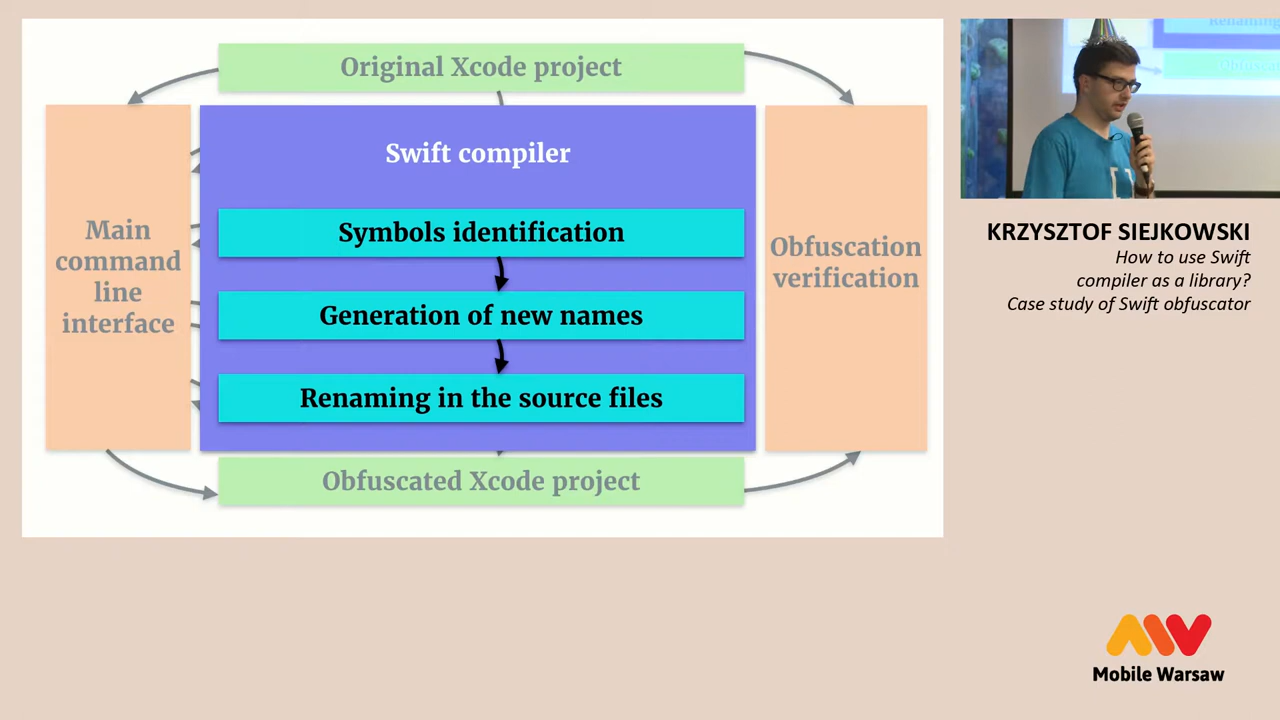 Original Xcode project
Swift compiler
Symbols identification
Generation of new names
Renaming in the source files
Main
command
line
interface
Obfuscation
verification
Obfuscated Xcode project
KRZYSZTOF SIEJKOWSKI
How to use Swift
compiler as a library?
Case study of Swift obfuscator
Mobile Warsaw